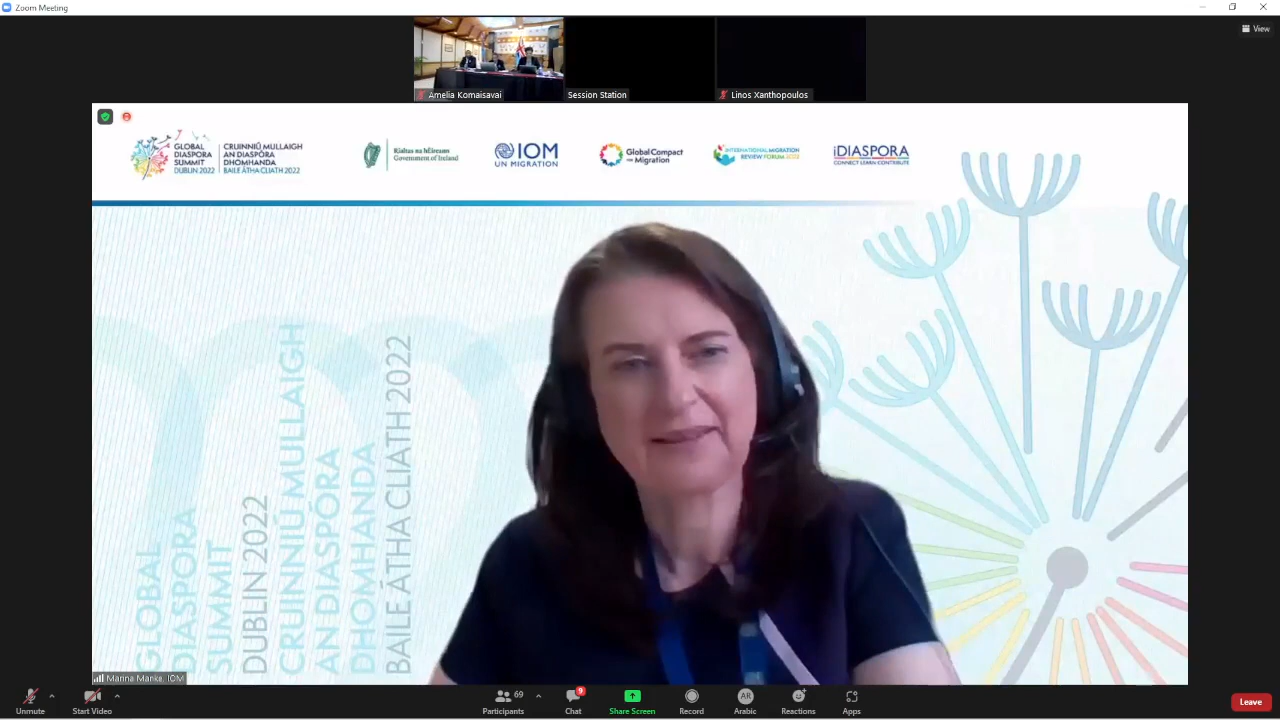 Zoom Meeting
View
Amelia Komaisavai
Session Station
Linos Xanthopoulos
GLOBAL
DIASPORA
SUMMIT
DUBLIN 2022
CRUINNIÚ MULLAIGH
AN DIASPÓRA
DHOMHANDA
BAILE ÁTHA CLIATH 2022
Rialtas na hÉireann
Government of Ireland
IOM
UN MIGRATION
Global Compact
for Migration
INTERNATIONAL MIGRATION
REVIEW FORUM 2022
iDIASPORA
CONNECT LEARN CONTRIBUTE
GLOBAL
DIASPORA
SUMMIT
DUBLIN 2022
CRUINNIÚ MULLAIGH
AN DIASPÓRA
DHOMHANDA
BAILE ÁTHA CLIATH 2022
Marina Manke, IOM
Unmute
Start Video
Participants
69
Chat
9
Share Screen
Record
AR
Arabic
Reactions
Apps
Leave